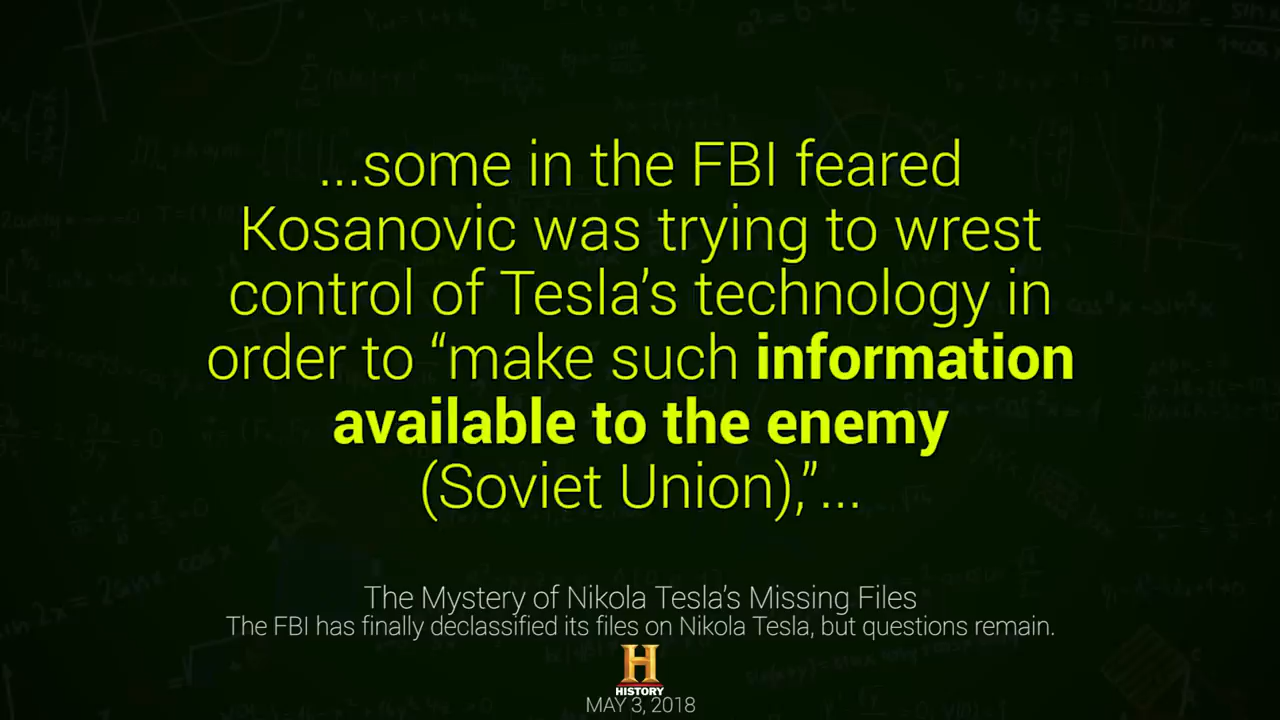 ...some in the FBI feared
Kosanovic was trying to wrest
control of Tesla's technology in
order to “make such information
available to the enemy
(Soviet Union),”...
The Mystery of Nikola Tesla's Missing Files
The FBI has finally declassified its files on Nikola Tesla, but questions remain.
H
HISTORY
MAY 3, 2018